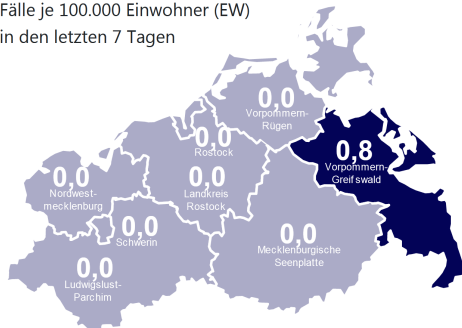 Fälle je 100.000 Einwohner (EW)
in den letzten 7 Tagen
0,0
Vorpommern-
Rügen
0,0
Rostock
0,8
Vorpommern-
Greifswald
0,0
Nordwest-
mecklenburg
0,0
Landkreis
Rostock
0,0
Schwerin
0,0
Mecklenburgische
Seenplatte
0,0
Ludwigslust-
Parchim